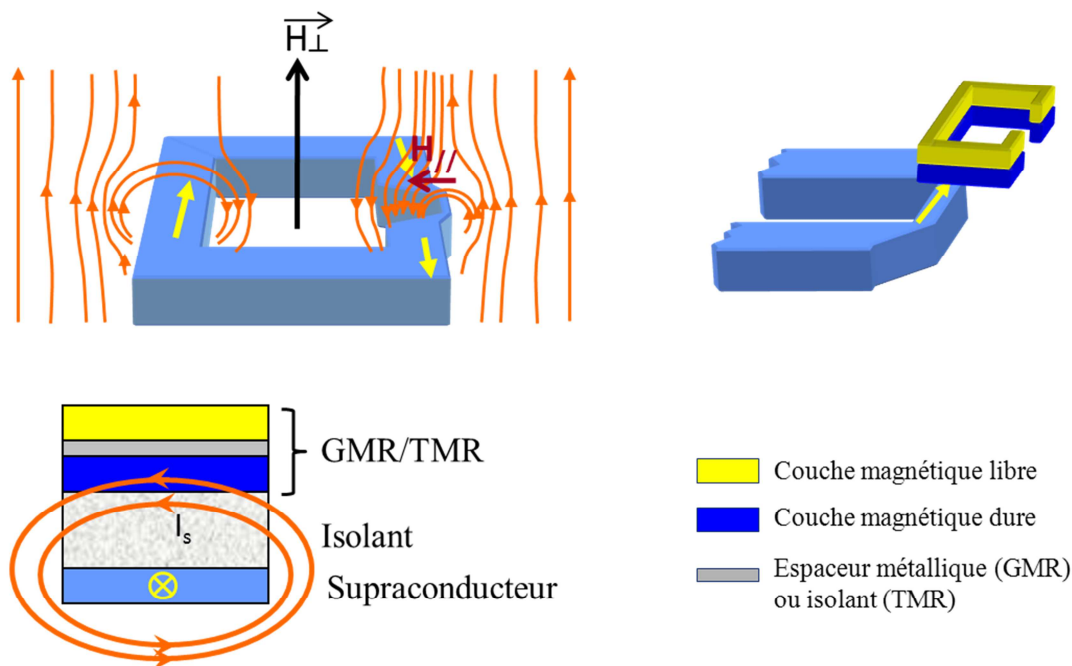 H⊥
H//
GMR/TMR
Is
Isolant
Supraconducteur
Couche magnétique libre
Couche magnétique dure
Espaceur métallique (GMR)
ou isolant (TMR)